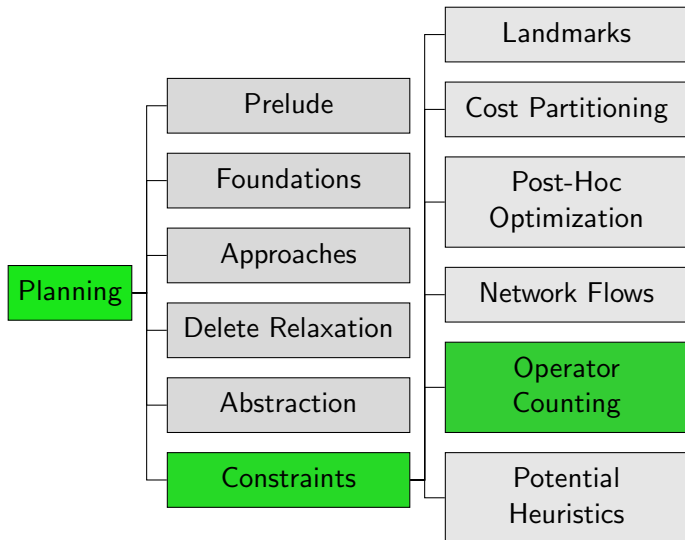 Planning
Prelude
Foundations
Approaches
Delete Relaxation
Abstraction
Constraints
Landmarks
Cost Partitioning
Post-Hoc
Optimization
Network Flows
Operator
Counting
Potential
Heuristics